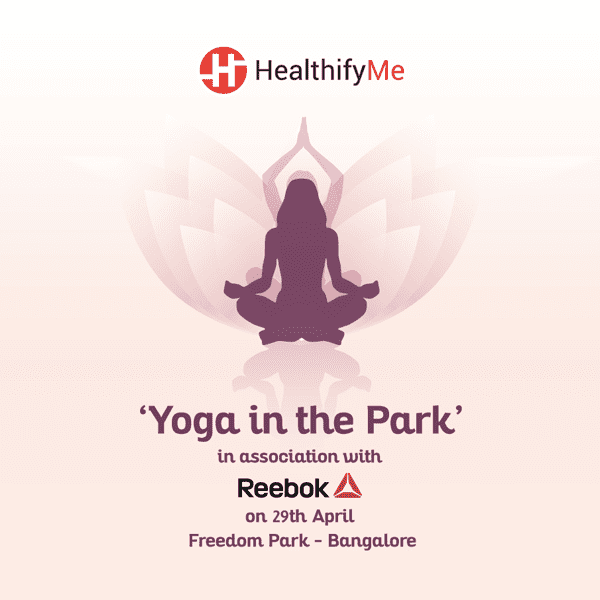 HealthifyMe
‘Yoga in the Park’
in association with
Reebok
on 29th April
Freedom Park - Bangalore